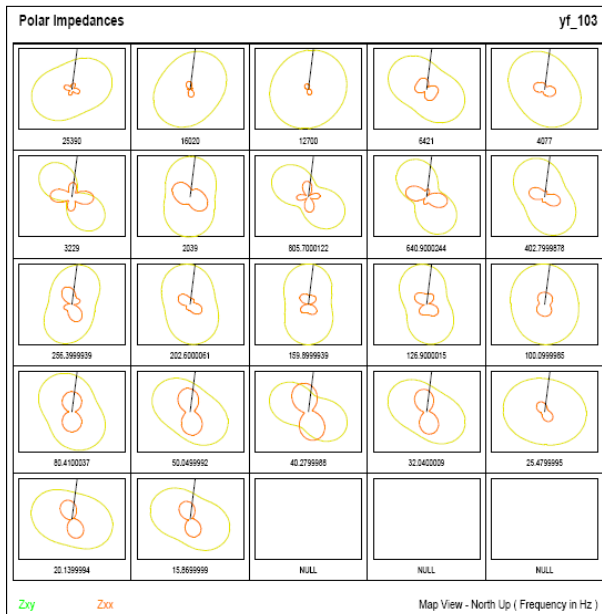 Polar Impedances yf_103
25390 16020 12700 6421 4077
3229 2039 805.7000122 640.9000244 402.7999878
256.3999939 202.6000061 159.8999939 126.9000015 100.0999985
80.4100037 50.0499992 40.2799988 32.0400009 25.4799995
20.1399994 15.8699999 NULL NULL NULL
Zxy Zxx Map View - North Up ( Frequency in Hz )